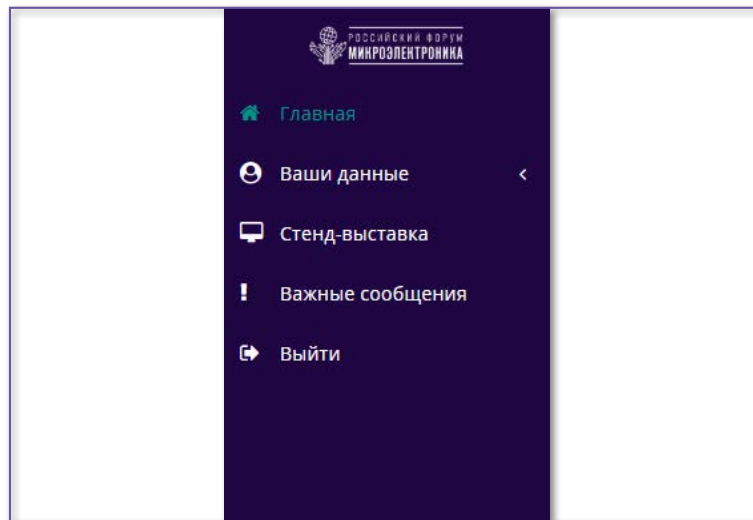 РОССИЙСКИЙ ФОРУМ
МИКРОЭЛЕКТРОНИКА
Главная
Ваши данные
Стенд-выставка
Важные сообщения
Выйти